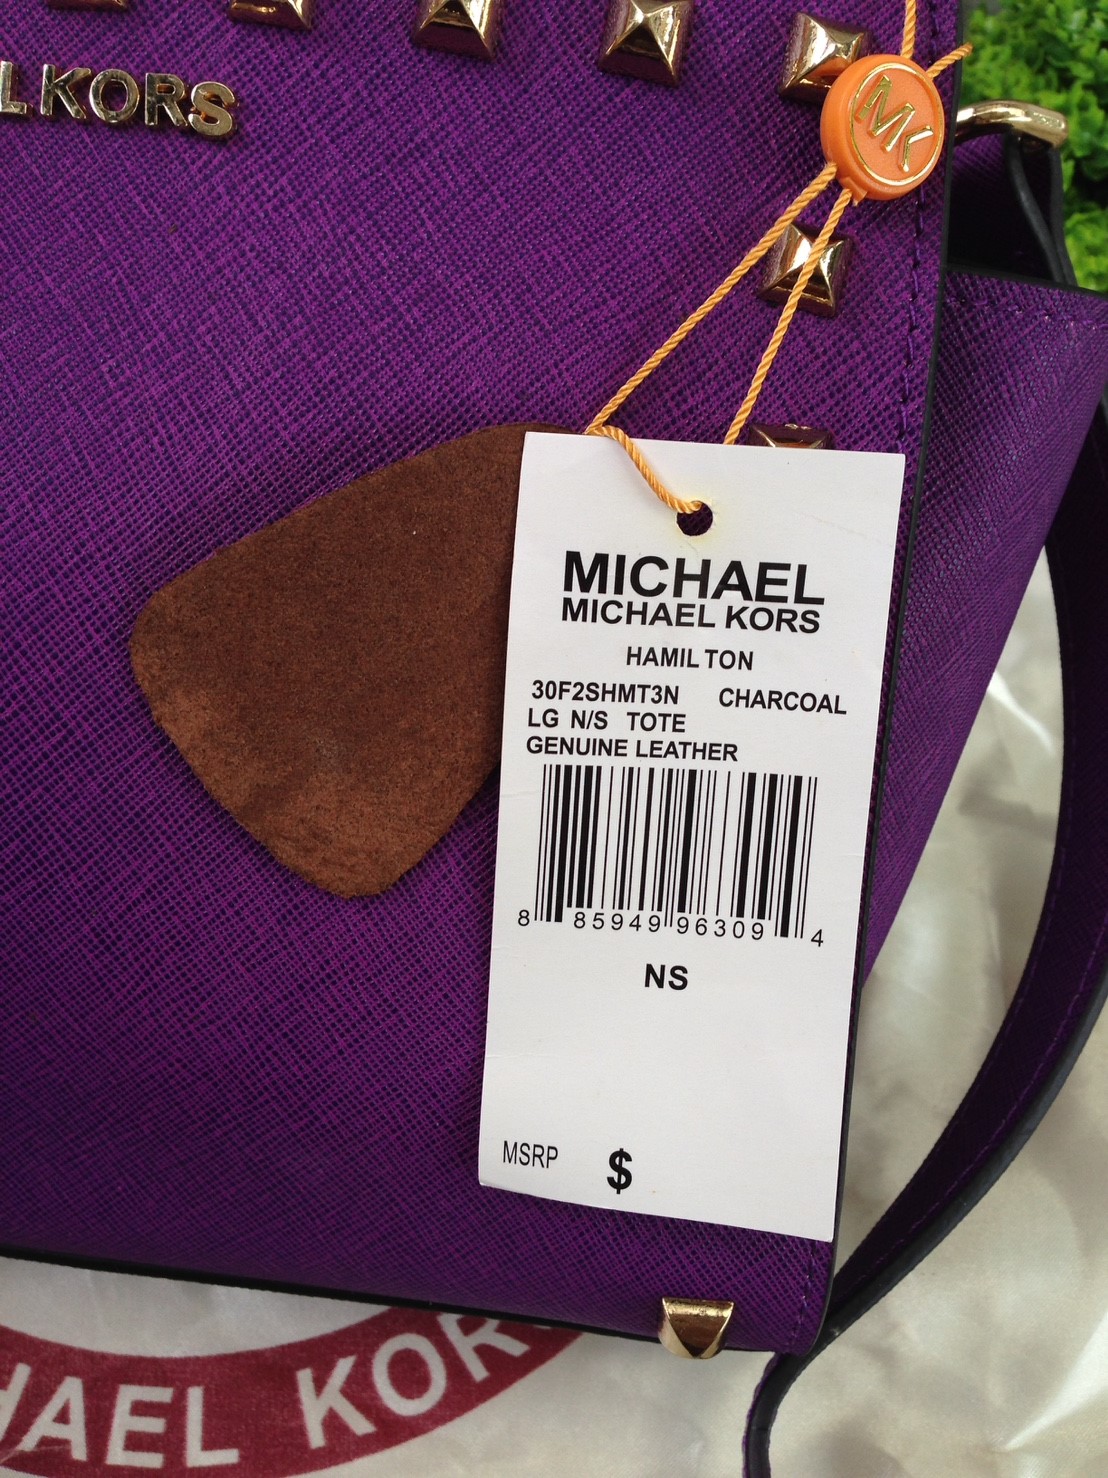 LKORS
MK
MICHAEL
MICHAEL KORS
HAMILTON
30F2SHMT3N CHARCOAL
LG N/S TOTE
GENUINE LEATHER
8 85949 96309 4
NS
MSRP $
HAEL KORS